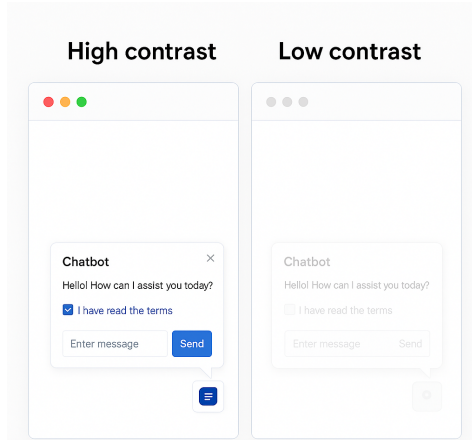 High contrast
Low contrast
Chatbot
Hello! How can I assist you today?
I have read the terms
Enter message
Send
Chatbot
Hello! How can I assist you today?
I have read the terms
Enter message
Send